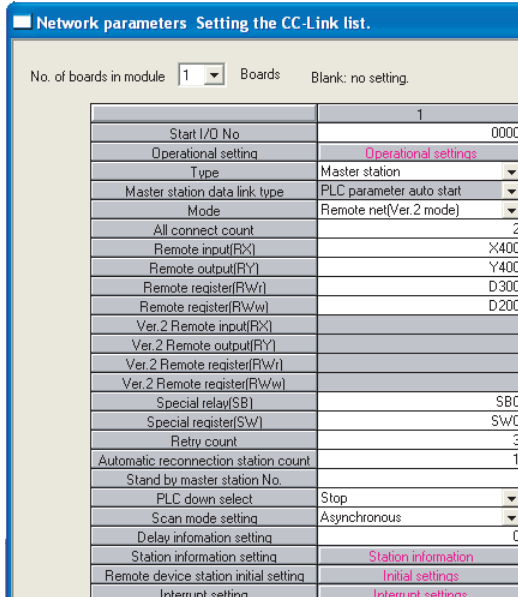 Network parameters Setting the CC-Link list.
No. of boards in module 1 Boards Blank: no setting.
1
Start I/O No 0000
Operational setting Operational settings
Type Master station
Master station data link type PLC parameter auto start
Mode Remote net(Ver.2 mode)
All connect count 2
Remote input(RX) X400
Remote output(RY) Y400
Remote register(RWr) D300
Remote register(RWw) D200
Ver.2 Remote input(RX)
Ver.2 Remote output(RY)
Ver.2 Remote register(RWr)
Ver.2 Remote register(RWw)
Special relay(SB) SB0
Special register(SW) SW0
Retry count 3
Automatic reconnection station count 1
Stand by master station No.
PLC down select Stop
Scan mode setting Asynchronous
Delay infomation setting 0
Station information setting Station information
Remote device station initial setting Initial settings
Interrupt setting Interrupt settings